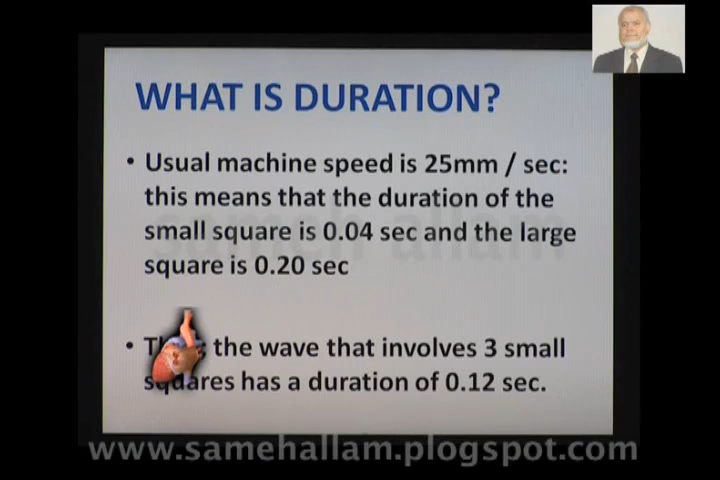 WHAT IS DURATION?
• Usual machine speed is 25mm / sec:
this means that the duration of the
small square is 0.04 sec and the large
square is 0.20 sec
sameh allam
• the wave that involves 3 small
squares has a duration of 0.12 sec.
www.samehallam.plogspot.com